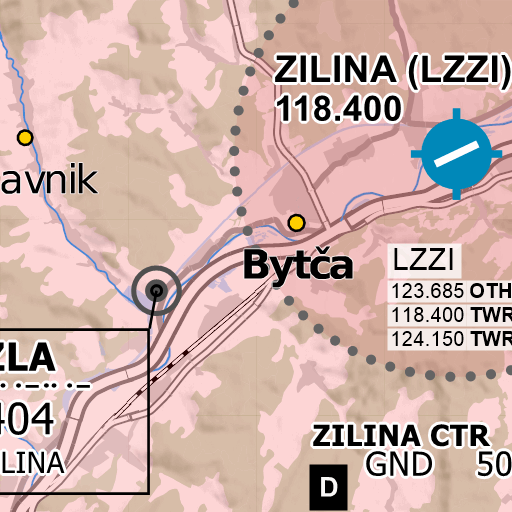 ZILINA (LZZI)
118.400
avnik
Bytča
LZZI
123.685 OTH
118.400 TWR
124.150 TWR
ZLA
404
LINA
ZILINA CTR
GND 50
D